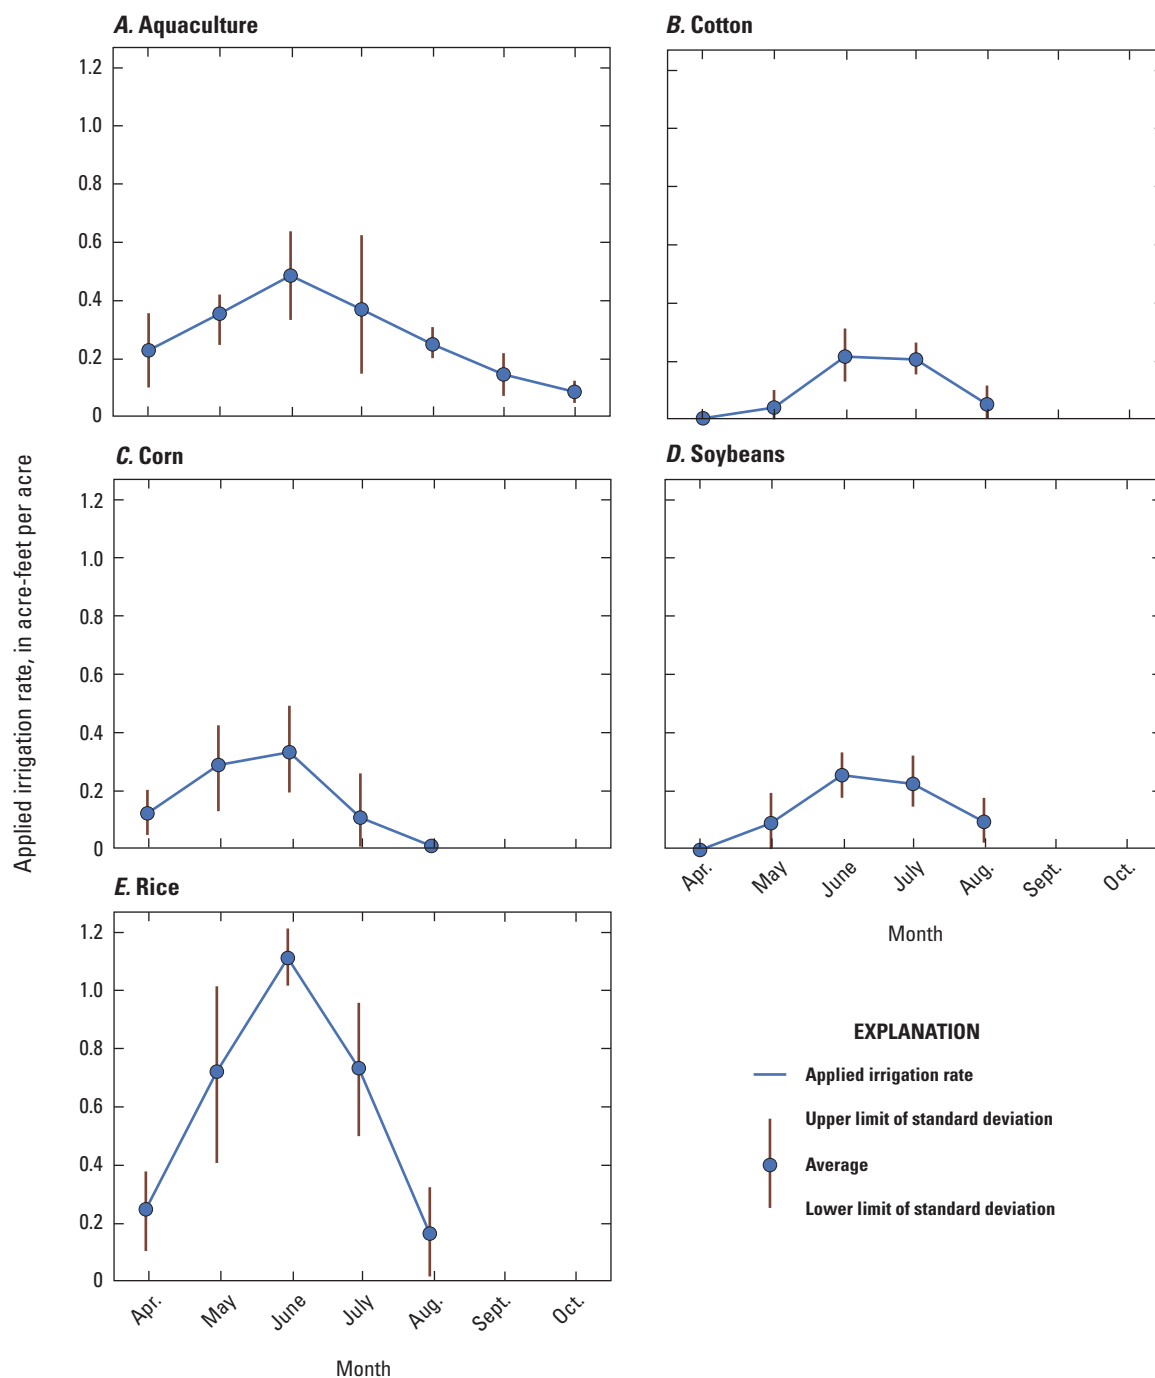 A. Aquaculture
1.2
1.0
0.8
0.6
0.4
0.2
0
B. Cotton
Applied irrigation rate, in acre-feet per acre
C. Corn
1.2
1.0
0.8
0.6
0.4
0.2
0
D. Soybeans
Apr. May June July Aug. Sept. Oct.
Month
E. Rice
1.2
1.0
0.8
0.6
0.4
0.2
0
Apr. May June July Aug. Sept. Oct.
Month
EXPLANATION
Applied irrigation rate
Upper limit of standard deviation
Average
Lower limit of standard deviation